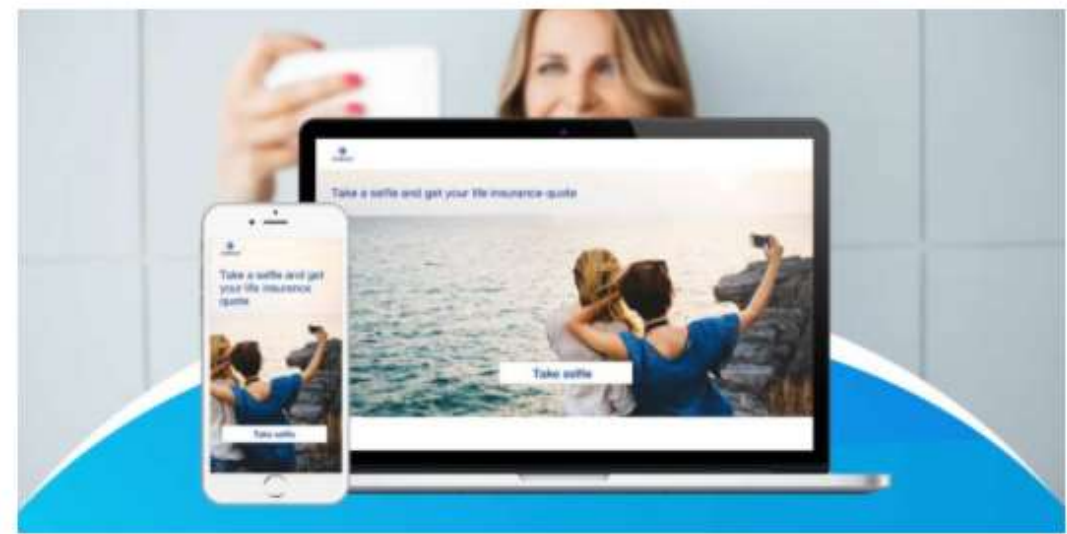 Take a selfie and get your life insurance quote
Take selfie
Take a selfie and get
your life insurance
quote
Take selfie